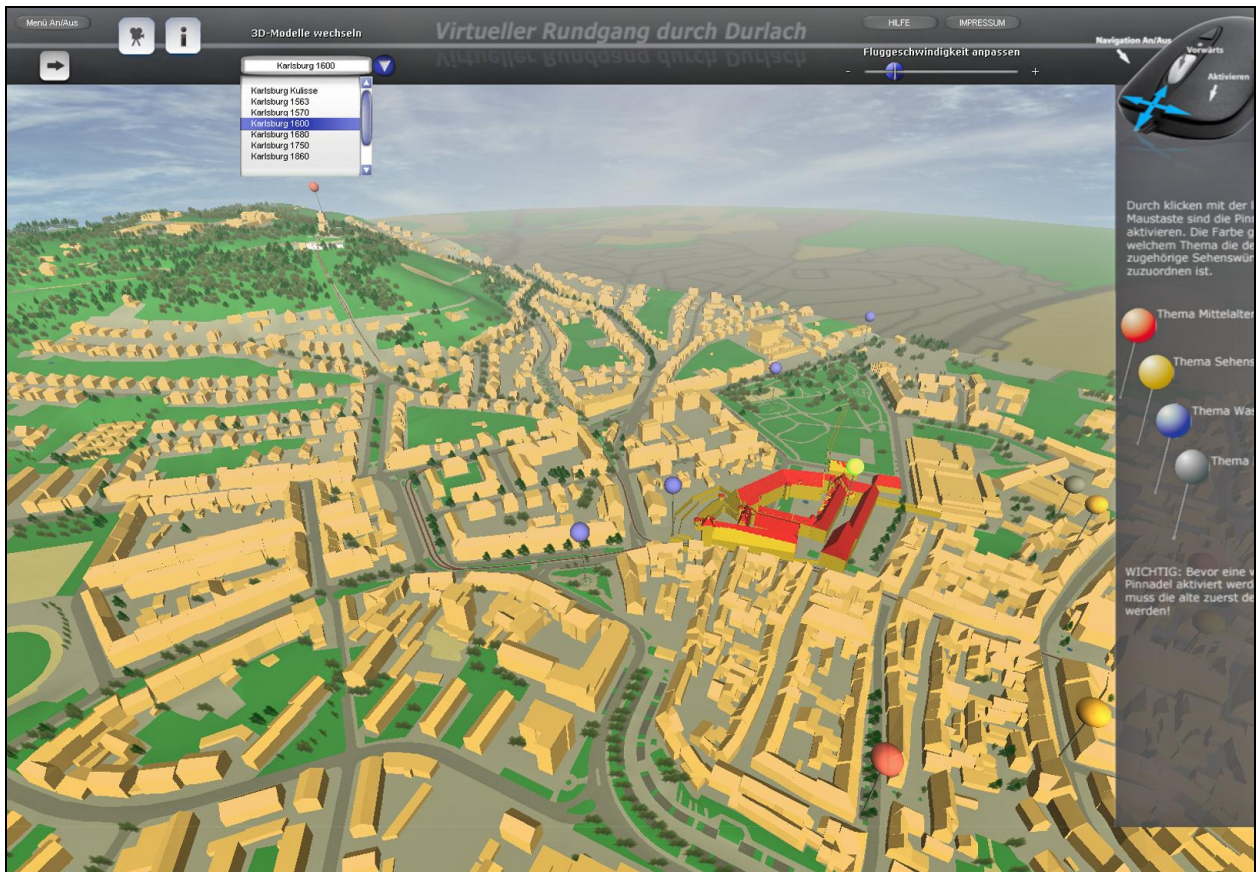 Menü An/Aus
3D-Modelle wechseln
Karlsburg 1600
Karlsburg Kulisse
Karlsburg 1563
Karlsburg 1570
Karlsburg 1600
Karlsburg 1680
Karlsburg 1750
Karlsburg 1860
Virtueller Rundgang durch Durlach
HILFE
IMPRESSUM
Fluggeschwindigkeit anpassen
- +
Navigation An/Aus
Vorwärts
Aktivieren
Durch klicken mit der
Maustaste sind die Pin
aktivieren. Die Farbe g
welchem Thema die de
zugehörige Sehenswür
zuzuordnen ist.
Thema Mittelalter
Thema Sehens
Thema Was
Thema
WICHTIG: Bevor eine w
Pinnadel aktiviert werd
muss die alte zuerst de
werden!